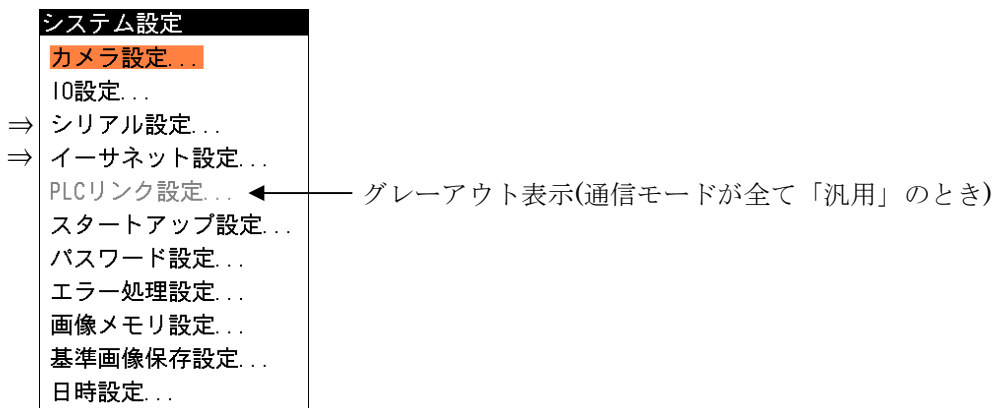 システム設定
カメラ設定...
IO設定...
⇒ シリアル設定...
⇒ イーサネット設定...
PLCリンク設定... グレーアウト表示(通信モードが全て「汎用」のとき)
スタートアップ設定...
パスワード設定...
エラー処理設定...
画像メモリ設定...
基準画像保存設定...
日時設定...